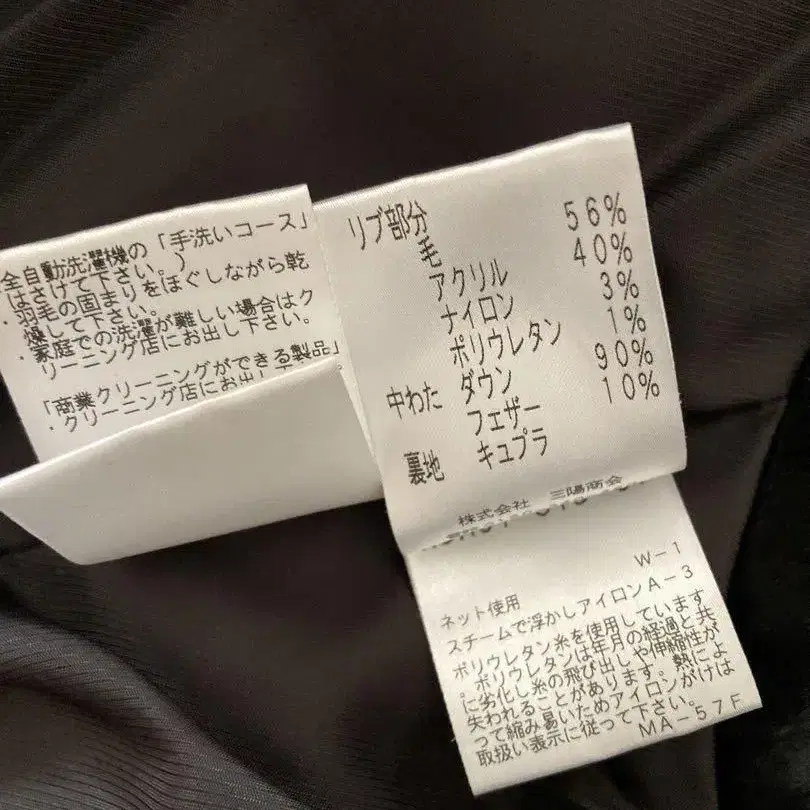 全自動洗濯機の「手洗いコース」
はさけて下さい。)
・羽毛の固まりをほぐしながら乾
燥して下さい。
・家庭での洗濯が難しい場合はク
リーニング店にお出し下さい。
「商業クリーニングができる製品」
・クリーニング店にお出し
リブ部分
毛 56%
アクリル 40%
ナイロン 3%
ポリウレタン 1%
中わた ダウン 90%
フェザー 10%
裏地 キュプラ
株式会社 三陽商会
W-1
ネット使用
スチームで浮かしアイロンA-3
ポリウレタン糸を使用しています
。ポリウレタンは年月の経過と共
に劣化し糸の飛び出しや伸縮性が
失われることがあります。熱によ
って縮み易いためアイロンがけは
取扱い表示に従って下さい。
MA-57F